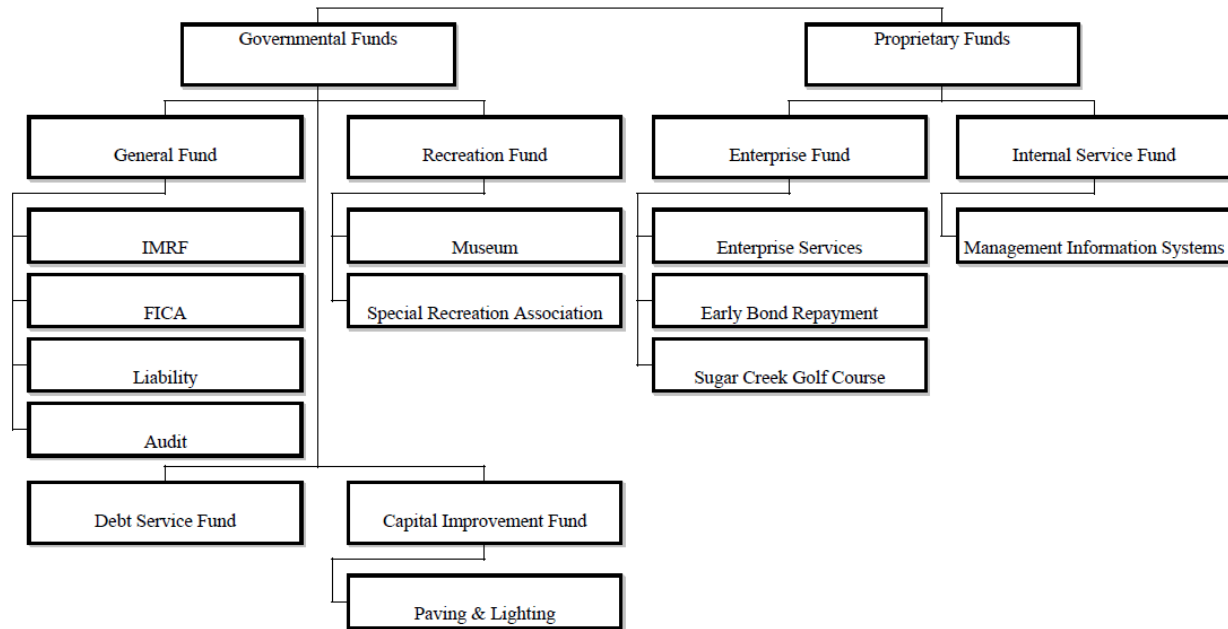 Governmental Funds
Proprietary Funds
General Fund
Recreation Fund
Enterprise Fund
Internal Service Fund
IMRF
Museum
Enterprise Services
Management Information Systems
FICA
Special Recreation Association
Early Bond Repayment
Liability
Sugar Creek Golf Course
Audit
Debt Service Fund
Capital Improvement Fund
Paving & Lighting